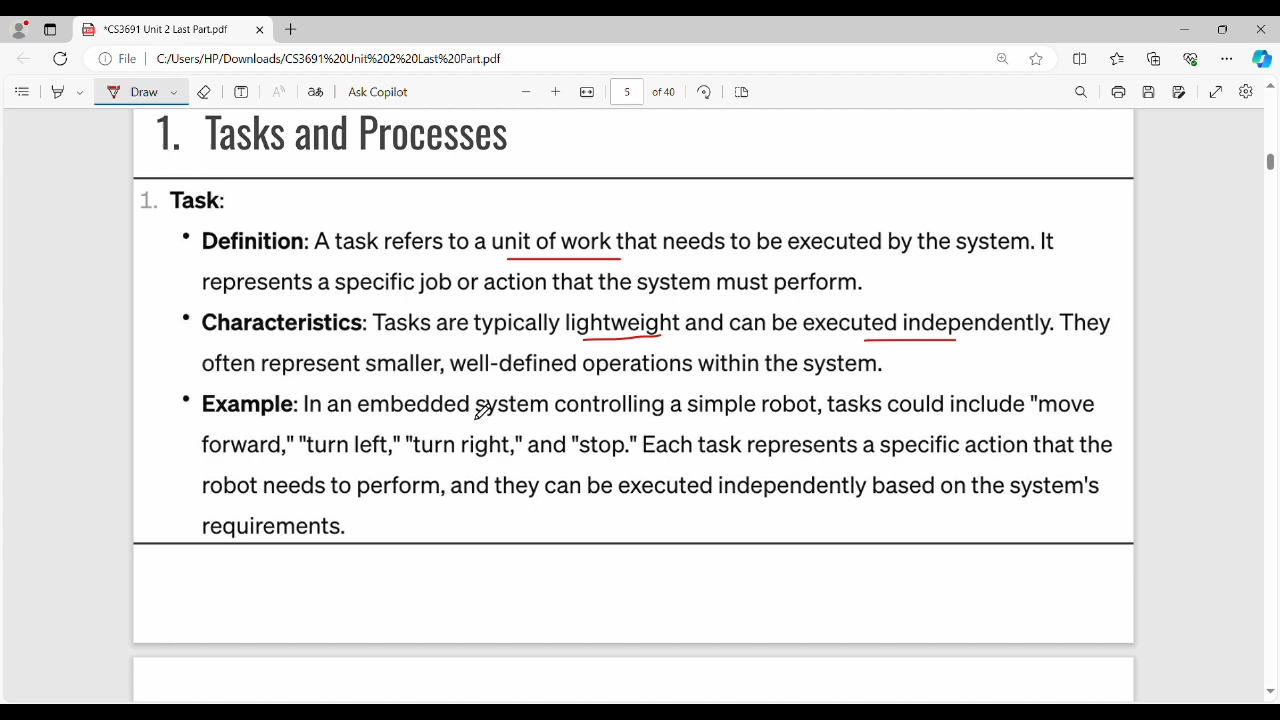 *CS3691 Unit 2 Last Part.pdf
File C:/Users/HP/Downloads/CS3691%20Unit%202%20Last%20Part.pdf
Draw aあ Ask Copilot 5 of 40
1. Tasks and Processes
1. Task:
• Definition: A task refers to a unit of work that needs to be executed by the system. It
represents a specific job or action that the system must perform.
• Characteristics: Tasks are typically lightweight and can be executed independently. They
often represent smaller, well-defined operations within the system.
• Example: In an embedded system controlling a simple robot, tasks could include "move
forward," "turn left," "turn right," and "stop." Each task represents a specific action that the
robot needs to perform, and they can be executed independently based on the system's
requirements.